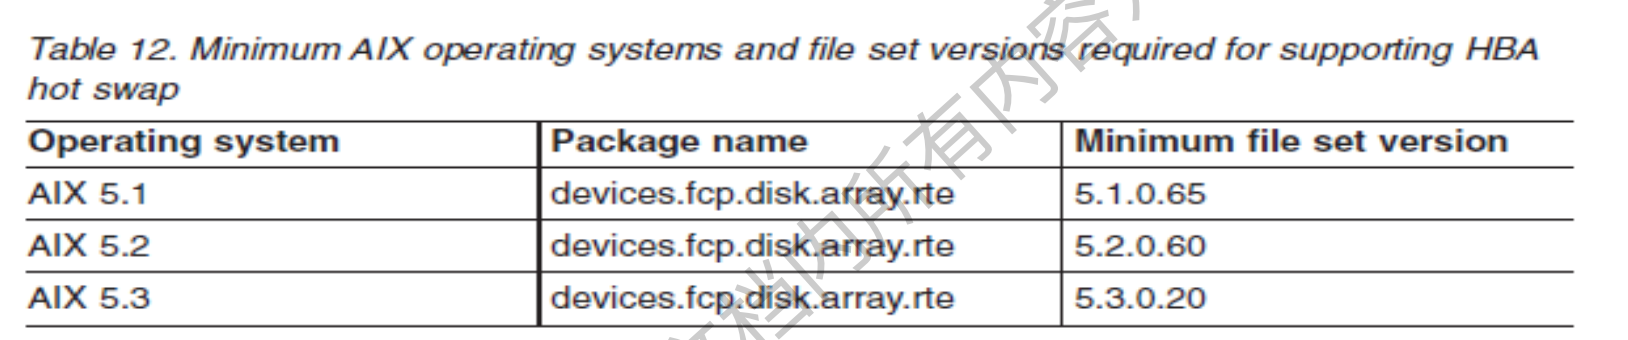 Table 12. Minimum AIX operating systems and file set versions required for supporting HBA
hot swap
Operating system Package name Minimum file set version
AIX 5.1 devices.fcp.disk.array.rte 5.1.0.65
AIX 5.2 devices.fcp.disk.array.rte 5.2.0.60
AIX 5.3 devices.fcp.disk.array.rte 5.3.0.20
文档内所有内容